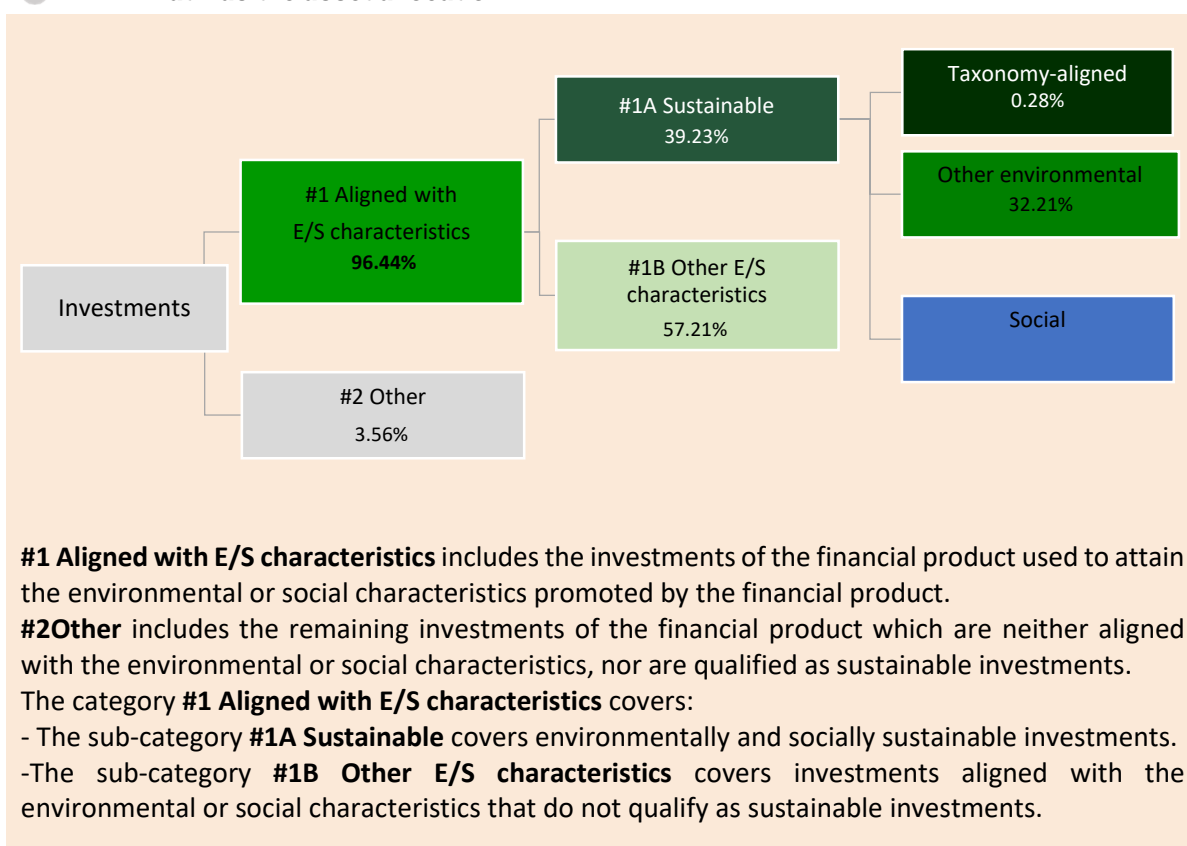 Taxonomy-aligned
0.28%
#1A Sustainable
39.23%
Other environmental
32.21%
#1 Aligned with
E/S characteristics
96.44%
#1B Other E/S
characteristics
57.21%
Investments
Social
#2 Other
3.56%
#1 Aligned with E/S characteristics includes the investments of the financial product used to attain
the environmental or social characteristics promoted by the financial product.
#2Other includes the remaining investments of the financial product which are neither aligned
with the environmental or social characteristics, nor are qualified as sustainable investments.
The category #1 Aligned with E/S characteristics covers:
- The sub-category #1A Sustainable covers environmentally and socially sustainable investments.
-The sub-category #1B Other E/S characteristics covers investments aligned with the
environmental or social characteristics that do not qualify as sustainable investments.